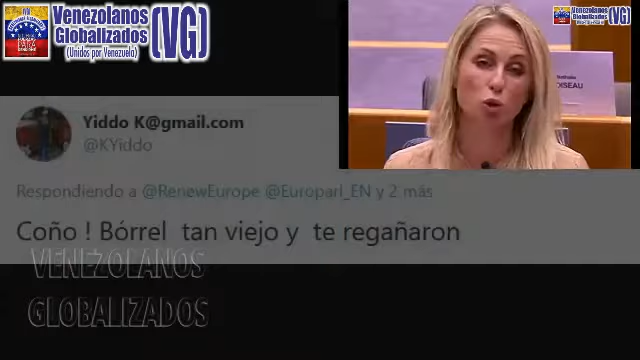 Venezolanos
Globalizados
(Unidos por Venezuela)
(VG)
Venezolanos
Globalizados
(VG)
Yiddo K@gmail.com
@KYiddo
Respondiendo a @RenewEurope @Europarl_EN y 2 más
Coño ! Bórrel tan viejo y te regañaron
VENEZOLANOS
GLOBALIZADOS